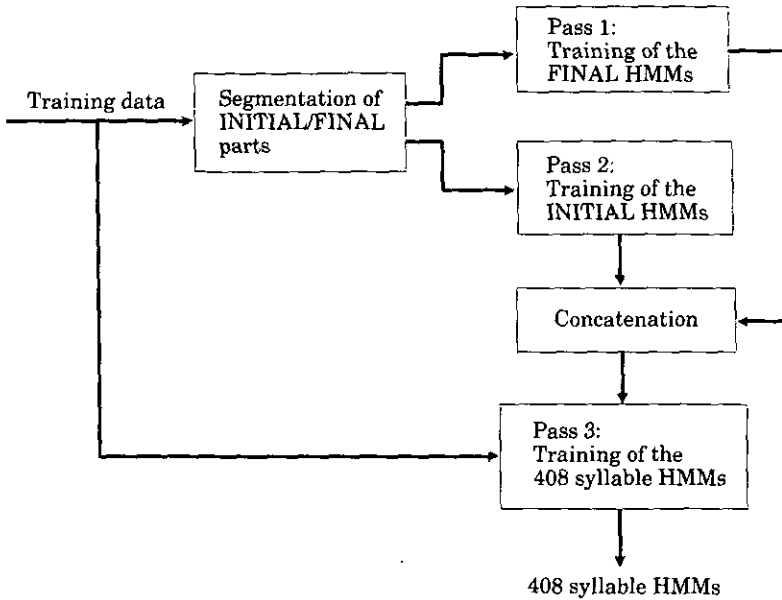 Pass 1:
Training of the
FINAL HMMs
Training data
Segmentation of
INITIAL/FINAL
parts
Pass 2:
Training of the
INITIAL HMMs
Concatenation
Pass 3:
Training of the
408 syllable HMMs
408 syllable HMMs